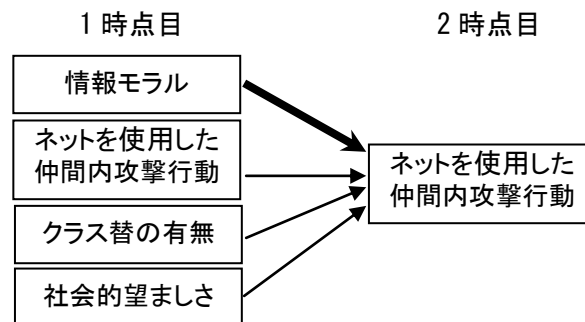 1 時点目
2 時点目
情報モラル
ネットを使用した
仲間内攻撃行動
クラス替の有無
社会的望ましさ
ネットを使用した
仲間内攻撃行動